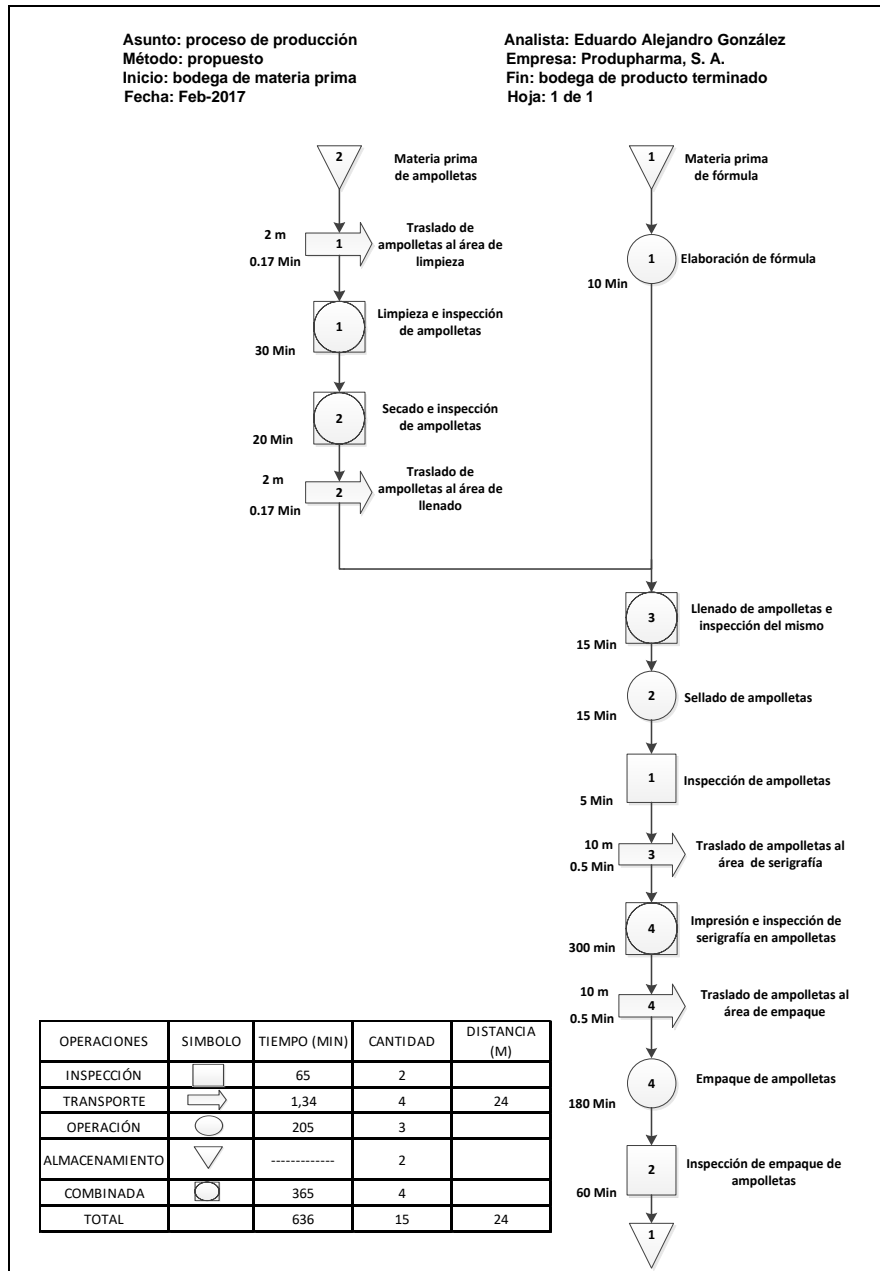 Asunto: proceso de producción
Método: propuesto
Inicio: bodega de materia prima
Fecha: Feb-2017
Analista: Eduardo Alejandro González
Empresa: Produpharma, S. A.
Fin: bodega de producto terminado
Hoja: 1 de 1
2
Materia prima
de ampolletas
2 m
0.17 Min
1
Traslado de
ampolletas al área de
limpieza
1
Limpieza e inspección
de ampolletas
30 Min
2
Secado e inspección
de ampolletas
20 Min
2 m
0.17 Min
2
Traslado de
ampolletas al área de
llenado
1
Materia prima
de fórmula
1
Elaboración de fórmula
10 Min
3
Llenado de ampolletas e
inspección del mismo
15 Min
2
Sellado de ampolletas
15 Min
1
Inspección de ampolletas
5 Min
10 m
0.5 Min
3
Traslado de ampolletas al
área de serigrafía
4
Impresión e inspección de
serigrafía en ampolletas
300 min
10 m
0.5 Min
4
Traslado de ampolletas al
área de empaque
4
Empaque de ampolletas
180 Min
2
Inspección de empaque de
ampolletas
60 Min
1
OPERACIONES SIMBOLO TIEMPO (MIN) CANTIDAD DISTANCIA
(M)
INSPECCIÓN 65 2
TRANSPORTE 1,34 4 24
OPERACIÓN 205 3
ALMACENAMIENTO ------------- 2
COMBINADA 365 4
TOTAL 636 15 24